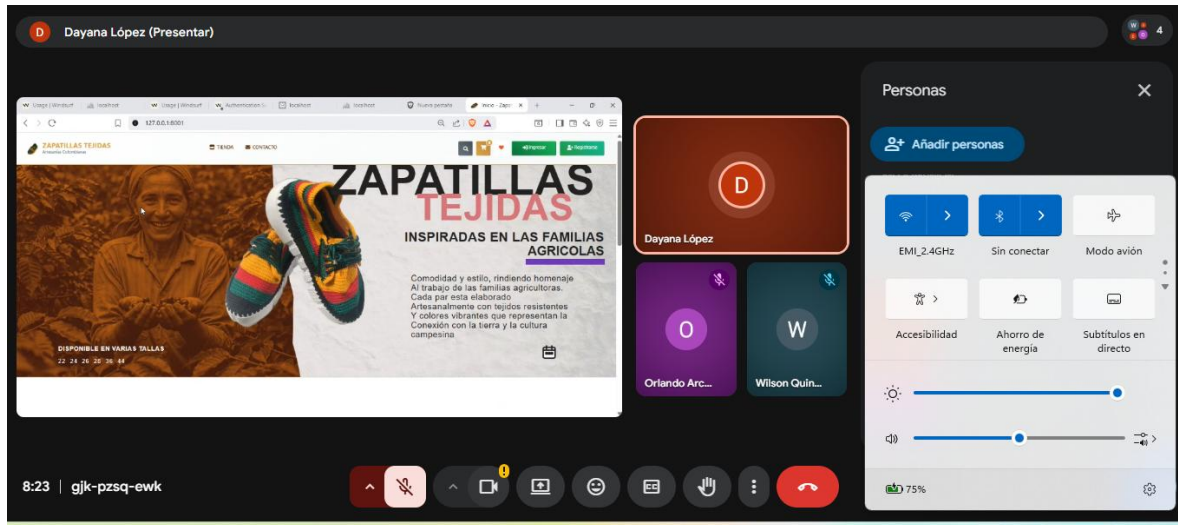 D Dayana López (Presentar)
W 4
Personas
Añadir personas
Usage | Windsurf localhost Usage | Windsurf Authentication S localhost localhost Nueva pestaña Inicio - Zapa
127.0.0.1:8001
ZAPATILLAS TEJIDAS
Artesanías Colombianas
TIENDA CONTACTO
Ingresar Registrarse
ZAPATILLAS
TEJIDAS
INSPIRADAS EN LAS FAMILIAS
AGRICOLAS
Comodidad y estilo, rindiendo homenaje
Al trabajo de las familias agricultoras.
Cada par esta elaborado
Artesanalmente con tejidos resistentes
Y colores vibrantes que representan la
Conexión con la tierra y la cultura
campesina
DISPONIBLE EN VARIAS TALLAS
22 24 26 28 36 44
D
Dayana López
O
Orlando Arc...
W
Wilson Quin...
EMI_2.4GHz Sin conectar Modo avión
Accesibilidad Ahorro de energía Subtítulos en directo
75%
8:23 | gjk-pzsq-ewk